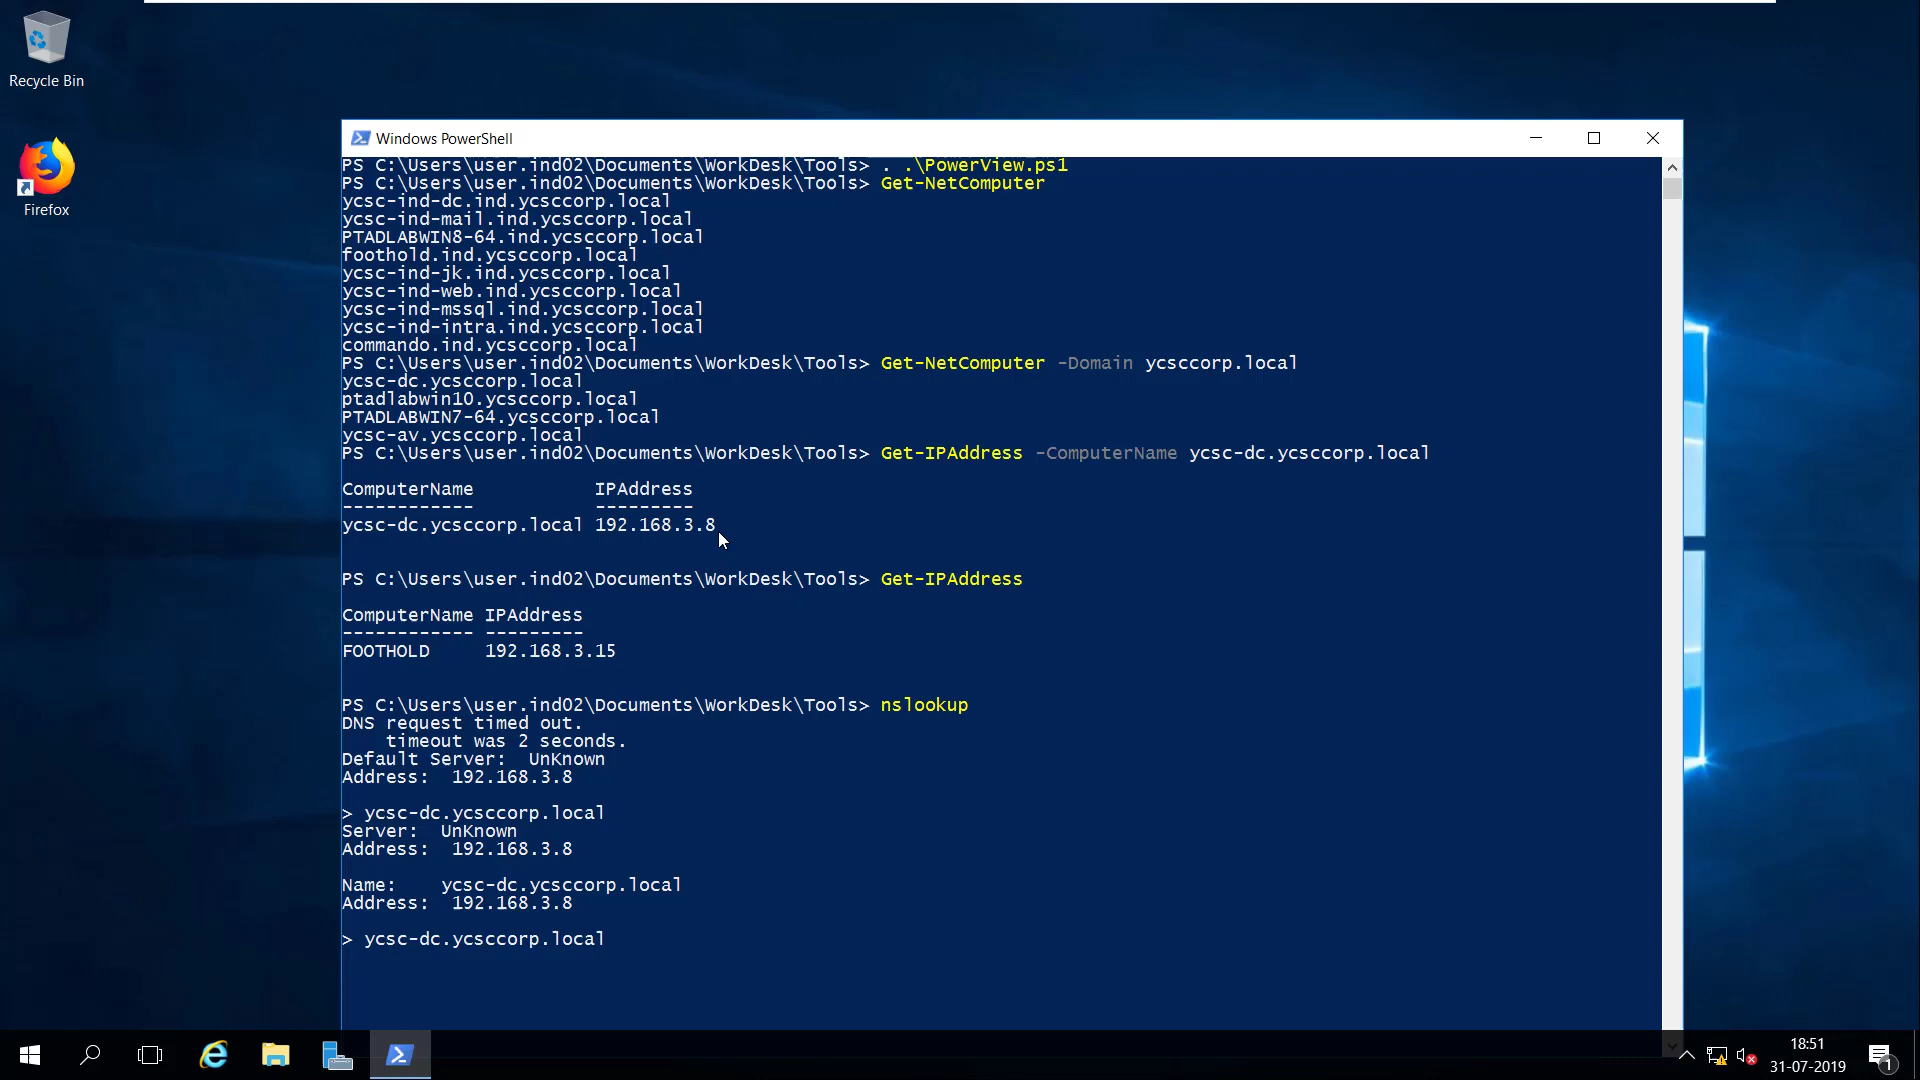 Recycle Bin
Firefox
Windows PowerShell
PS C:\Users\user.ind02\Documents\WorkDesk\Tools> . .\PowerView.ps1
PS C:\Users\user.ind02\Documents\WorkDesk\Tools> Get-NetComputer
ycsc-ind-dc.ind.ycsccorp.local
ycsc-ind-mail.ind.ycsccorp.local
PTADLABWIN8-64.ind.ycsccorp.local
foothold.ind.ycsccorp.local
ycsc-ind-jk.ind.ycsccorp.local
ycsc-ind-web.ind.ycsccorp.local
ycsc-ind-mssql.ind.ycsccorp.local
ycsc-ind-intra.ind.ycsccorp.local
commando.ind.ycsccorp.local
PS C:\Users\user.ind02\Documents\WorkDesk\Tools> Get-NetComputer -Domain ycsccorp.local
ycsc-dc.ycsccorp.local
ptadlabwin10.ycsccorp.local
PTADLABWIN7-64.ycsccorp.local
ycsc-av.ycsccorp.local
PS C:\Users\user.ind02\Documents\WorkDesk\Tools> Get-IPAddress -ComputerName ycsc-dc.ycsccorp.local
ComputerName           IPAddress
------------           ---------
ycsc-dc.ycsccorp.local 192.168.3.8
PS C:\Users\user.ind02\Documents\WorkDesk\Tools> Get-IPAddress
ComputerName IPAddress
------------ ---------
FOOTHOLD     192.168.3.15
PS C:\Users\user.ind02\Documents\WorkDesk\Tools> nslookup
DNS request timed out.
    timeout was 2 seconds.
Default Server:  UnKnown
Address:  192.168.3.8
> ycsc-dc.ycsccorp.local
Server:  UnKnown
Address:  192.168.3.8
Name:    ycsc-dc.ycsccorp.local
Address:  192.168.3.8
> ycsc-dc.ycsccorp.local
18:51
31-07-2019
1